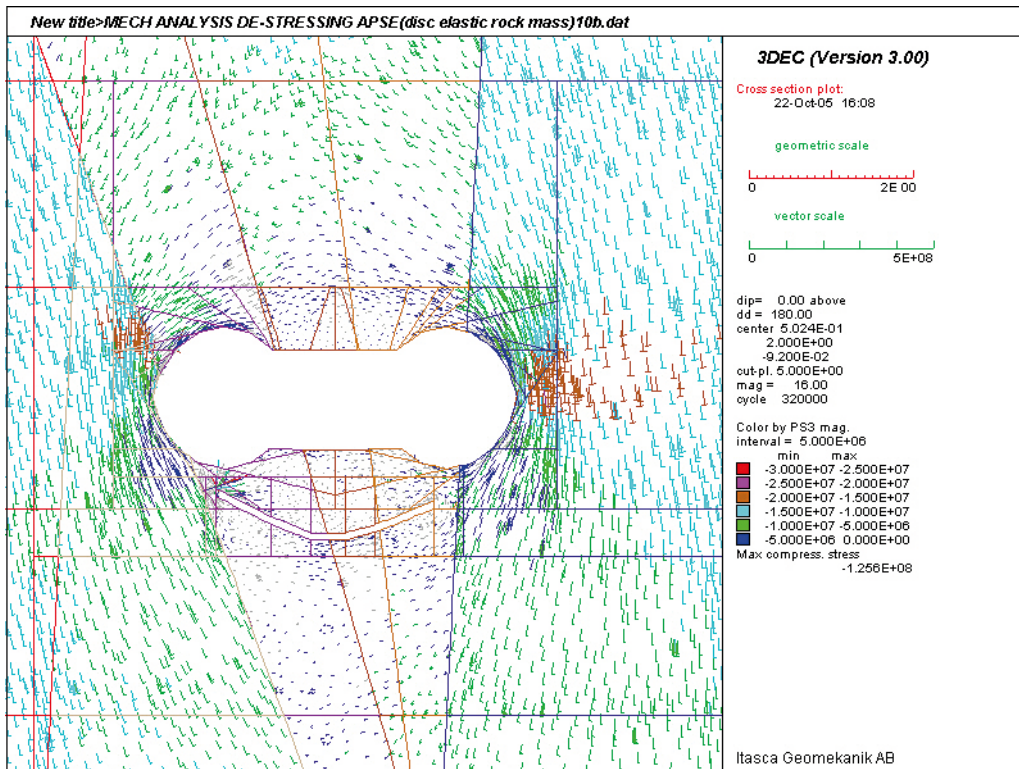 New title>MECH ANALYSIS DE-STRESSING APSE(disc elastic rock mass)10b.dat
3DEC (Version 3.00)
Cross section plot:
22-Oct-05 16:08
geometric scale
0 2E 00
vector scale
0 5E+08
dip= 0.00 above
dd = 180.00
center 5.024E-01
2.000E+00
-9.200E-02
cut-pl. 5.000E+00
mag = 16.00
cycle 320000
Color by PS3 mag.
interval = 5.000E+06
min max
-3.000E+07 -2.500E+07
-2.500E+07 -2.000E+07
-2.000E+07 -1.500E+07
-1.500E+07 -1.000E+07
-1.000E+07 -5.000E+06
-5.000E+06 0.000E+00
Max compress. stress
-1.256E+08
Itasca Geomekanik AB